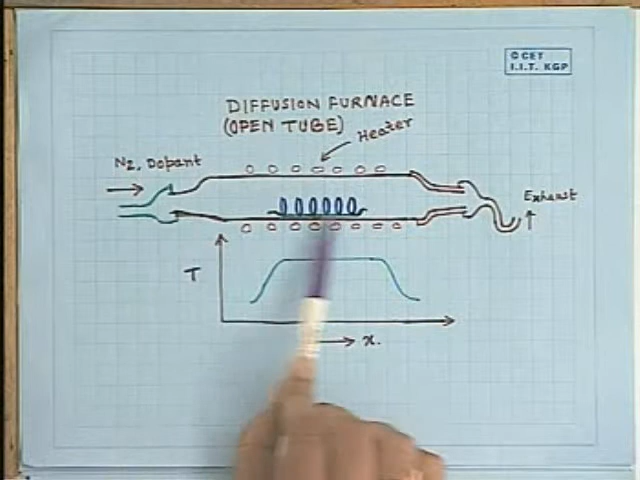 © CET
I.I.T. KGP
DIFFUSION FURNACE
(OPEN TUBE)
Heater
N2, Dopant
Exhaust
T
x.